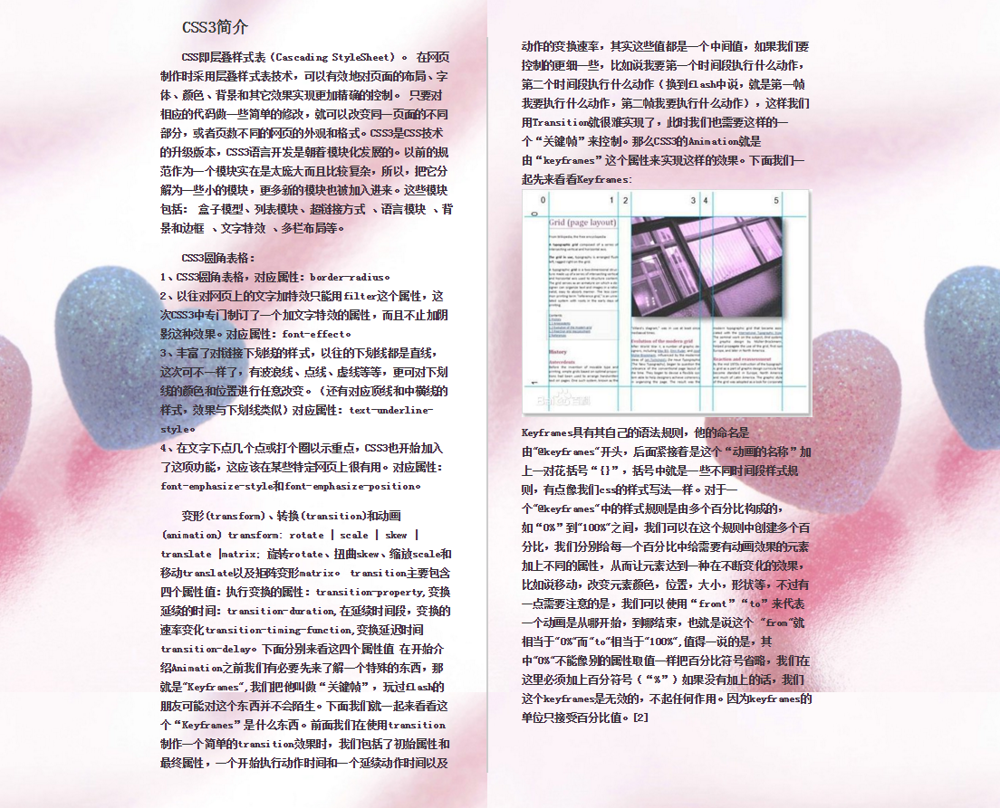 CSS3简介
CSS即层叠样式表（Cascading StyleSheet）。 在网页
制作时采用层叠样式表技术，可以有效地对页面的布局、字
体、颜色、背景和其它效果实现更加精确的控制。 只要对
相应的代码做一些简单的修改，就可以改变同一页面的不同
部分，或者页数不同的网页的外观和格式。CSS3是CSS技术
的升级版本，CSS3语言开发是朝着模块化发展的。以前的规
范作为一个模块实在是太庞大而且比较复杂，所以，把它分
解为一些小的模块，更多新的模块也被加入进来。这些模块
包括： 盒子模型、列表模块、超链接方式 、语言模块 、背
景和边框 、文字特效 、多栏布局等。
CSS3圆角表格：
1、CSS3圆角表格，对应属性：border-radius。
2、以往对网页上的文字加特效只能用filter这个属性，这
次CSS3中专门制订了一个加文字特效的属性，而且不止加阴
影这种效果。对应属性：font-effect。
3、丰富了对链接下划线的样式，以往的下划线都是直线，
这次可不一样了，有波浪线、点线、虚线等等，更可对下划
线的颜色和位置进行任意改变。（还有对应顶线和中横线的
样式，效果与下划线类似）对应属性：text-underline-
style。
4、在文字下点几个点或打个圈以示重点，CSS3也开始加入
了这项功能，这应该在某些特定网页上很有用。对应属性：
font-emphasize-style和font-emphasize-position。
变形(transform)、转换(transition)和动画
(animation) transform: rotate | scale | skew |
translate |matrix; 旋转rotate、扭曲skew、缩放scale和
移动translate以及矩阵变形matrix。 transition主要包含
四个属性值：执行变换的属性：transition-property,变换
延续的时间：transition-duration,在延续时间段，变换的
速率变化transition-timing-function,变换延迟时间
transition-delay。下面分别来看这四个属性值 在开始介
绍Animation之前我们有必要先来了解一个特殊的东西，那
就是"Keyframes",我们把他叫做“关键帧”，玩过flash的
朋友可能对这个东西并不会陌生。下面我们就一起来看看这
个“Keyframes”是什么东西。前面我们在使用transition
制作一个简单的transition效果时，我们包括了初始属性和
最终属性，一个开始执行动作时间和一个延续动作时间以及
动作的变换速率，其实这些值都是一个中间值，如果我们要
控制的更细一些，比如说我要第一个时间段执行什么动作，
第二个时间段执行什么动作（换到flash中说，就是第一帧
我要执行什么动作，第二帧我要执行什么动作），这样我们
用Transition就很难实现了，此时我们也需要这样的一
个“关键帧”来控制。那么CSS3的Animation就是
由“keyframes”这个属性来实现这样的效果。下面我们一
起先来看看Keyframes:
0 1 2 3 4 5
0
Grid (page layout)
From Wikipedia, the free encyclopedia
History
Antecedents
Evolution of the modern grid
Reaction and reassessment
1
Keyframes具有其自己的语法规则，他的命名是
由"@keyframes"开头，后面紧接着是这个“动画的名称”加
上一对花括号“{}”，括号中就是一些不同时间段样式规
则，有点像我们css的样式写法一样。对于一
个"@keyframes"中的样式规则是由多个百分比构成的，
如“0%”到"100%"之间，我们可以在这个规则中创建多个百
分比，我们分别给每一个百分比中给需要有动画效果的元素
加上不同的属性，从而让元素达到一种在不断变化的效果，
比如说移动，改变元素颜色，位置，大小，形状等，不过有
一点需要注意的是，我们可以使用“fromt”“to”来代表
一个动画是从哪开始，到哪结束，也就是说这个 "from"就
相当于"0%"而"to"相当于"100%",值得一说的是，其
中"0%"不能像别的属性取值一样把百分比符号省略，我们在
这里必须加上百分符号（“%”）如果没有加上的话，我们
这个keyframes是无效的，不起任何作用。因为keyframes的
单位只接受百分比值。[2]